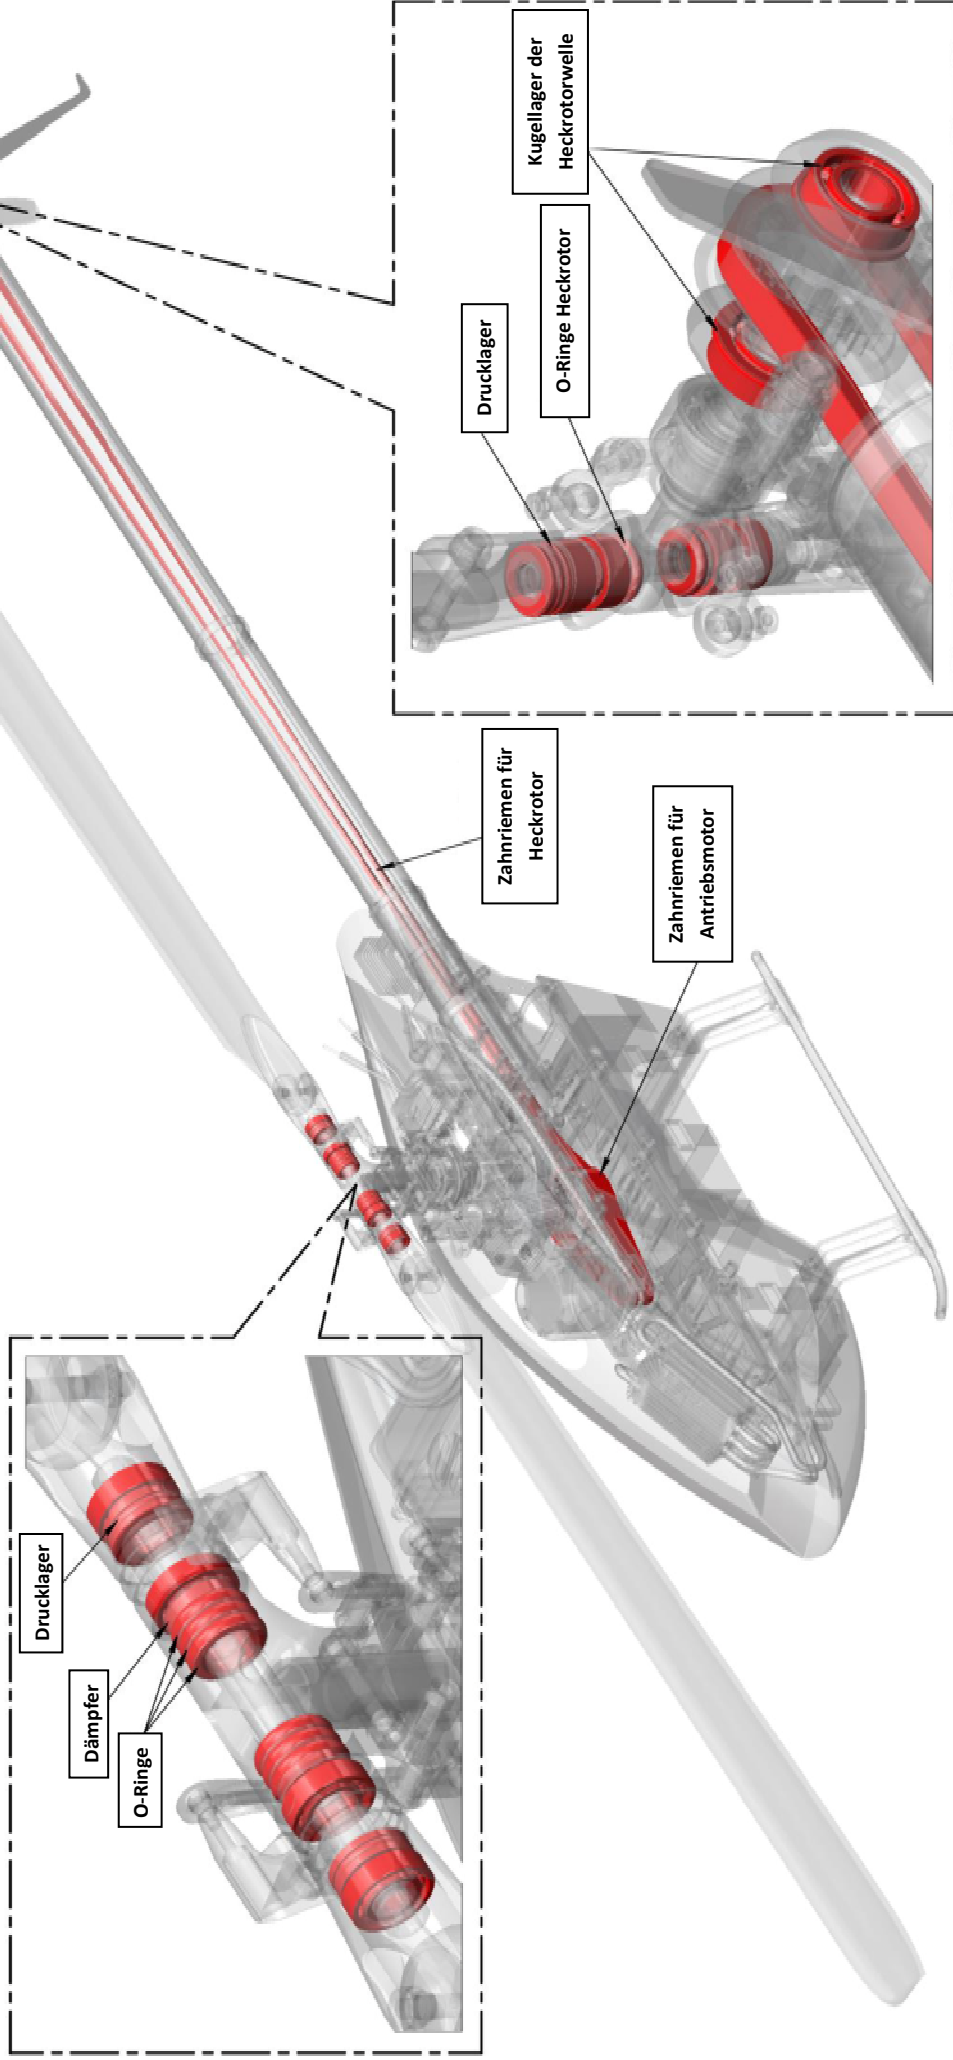 Drucklager
Dämpfer
O-Ringe
Zahnriemen für
Heckrotor
Zahnriemen für
Antriebsmotor
Kugellager der
Heckrotorwelle
O-Ringe Heckrotor
Drucklager